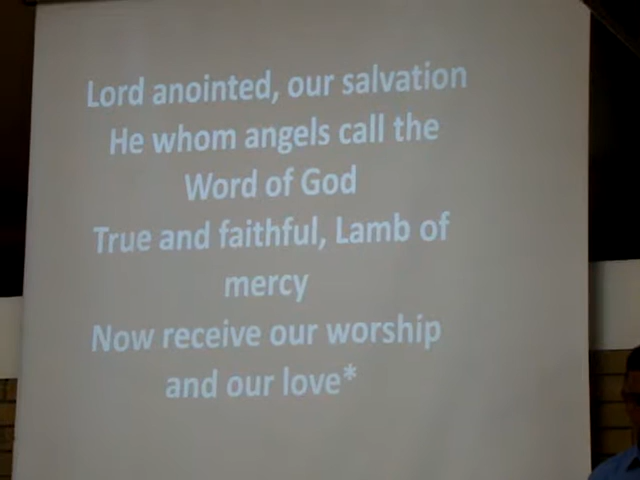 Lord anointed, our salvation
He whom angels call the
Word of God
True and faithful, Lamb of
mercy
Now receive our worship
and our love*